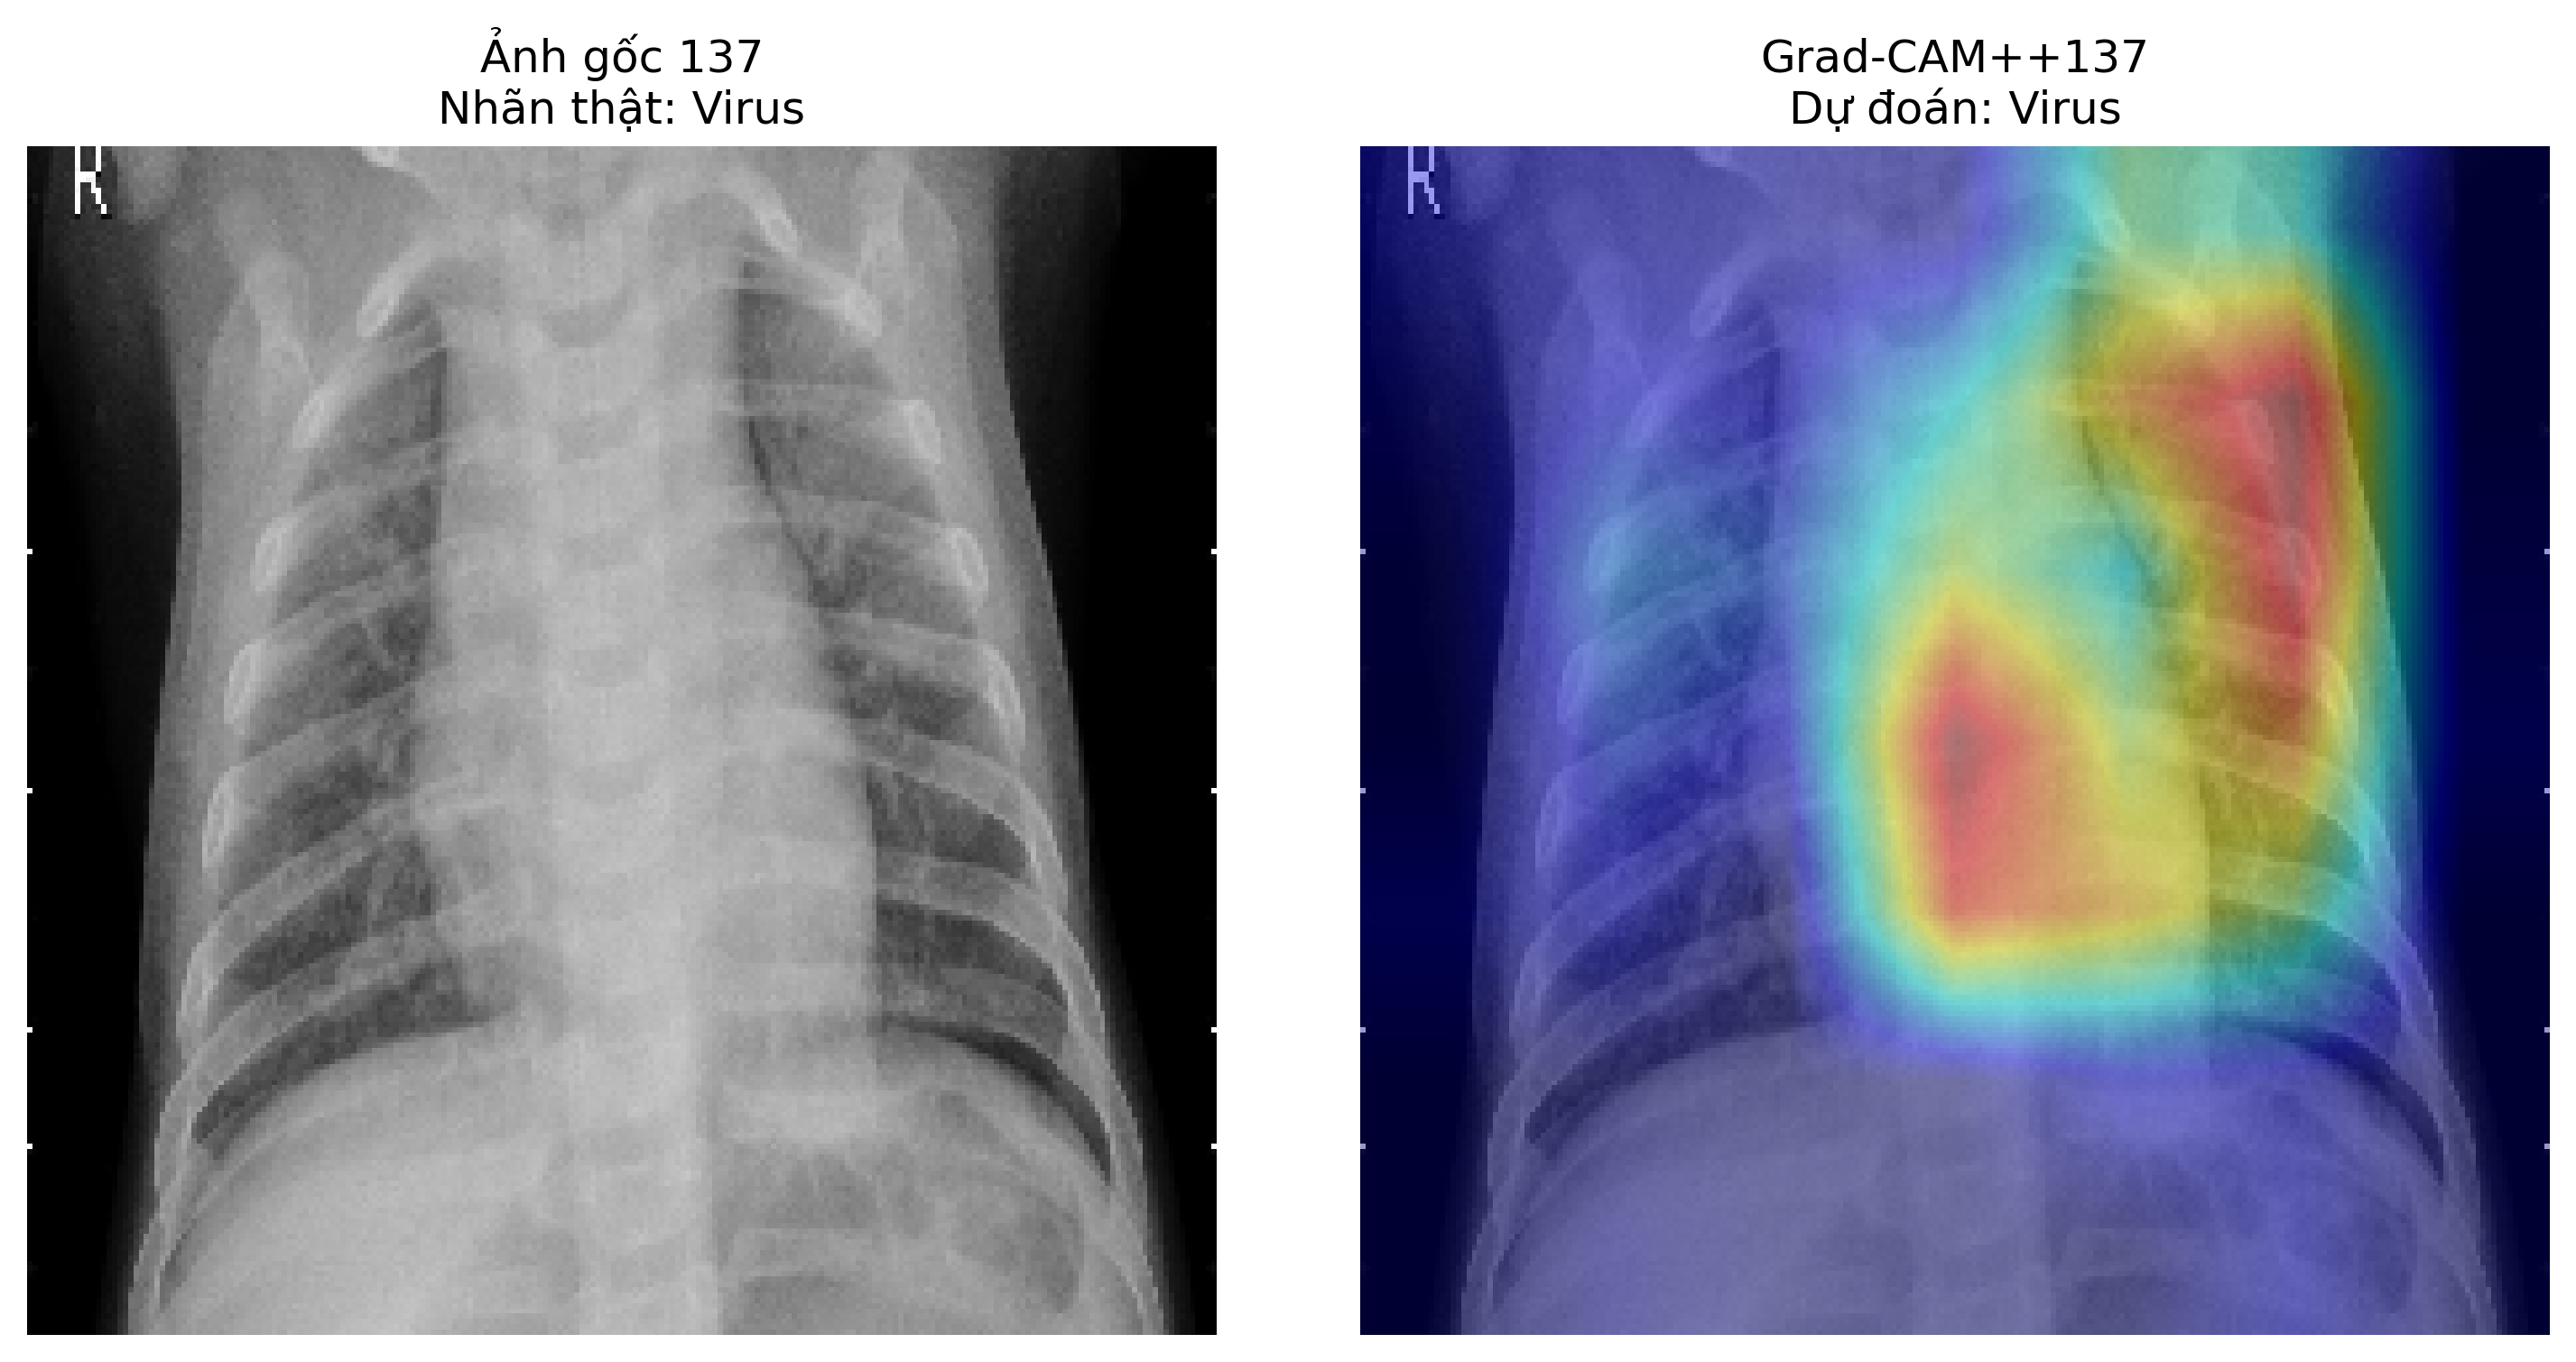 Ảnh gốc 137
Nhãn thật: Virus
Grad-CAM++137
Dự đoán: Virus
R
R